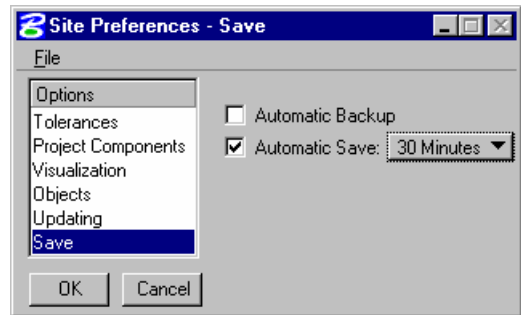 Site Preferences - Save
File
Options
Tolerances
Project Components
Visualization
Objects
Updating
Save
Automatic Backup
Automatic Save: 30 Minutes
OK Cancel